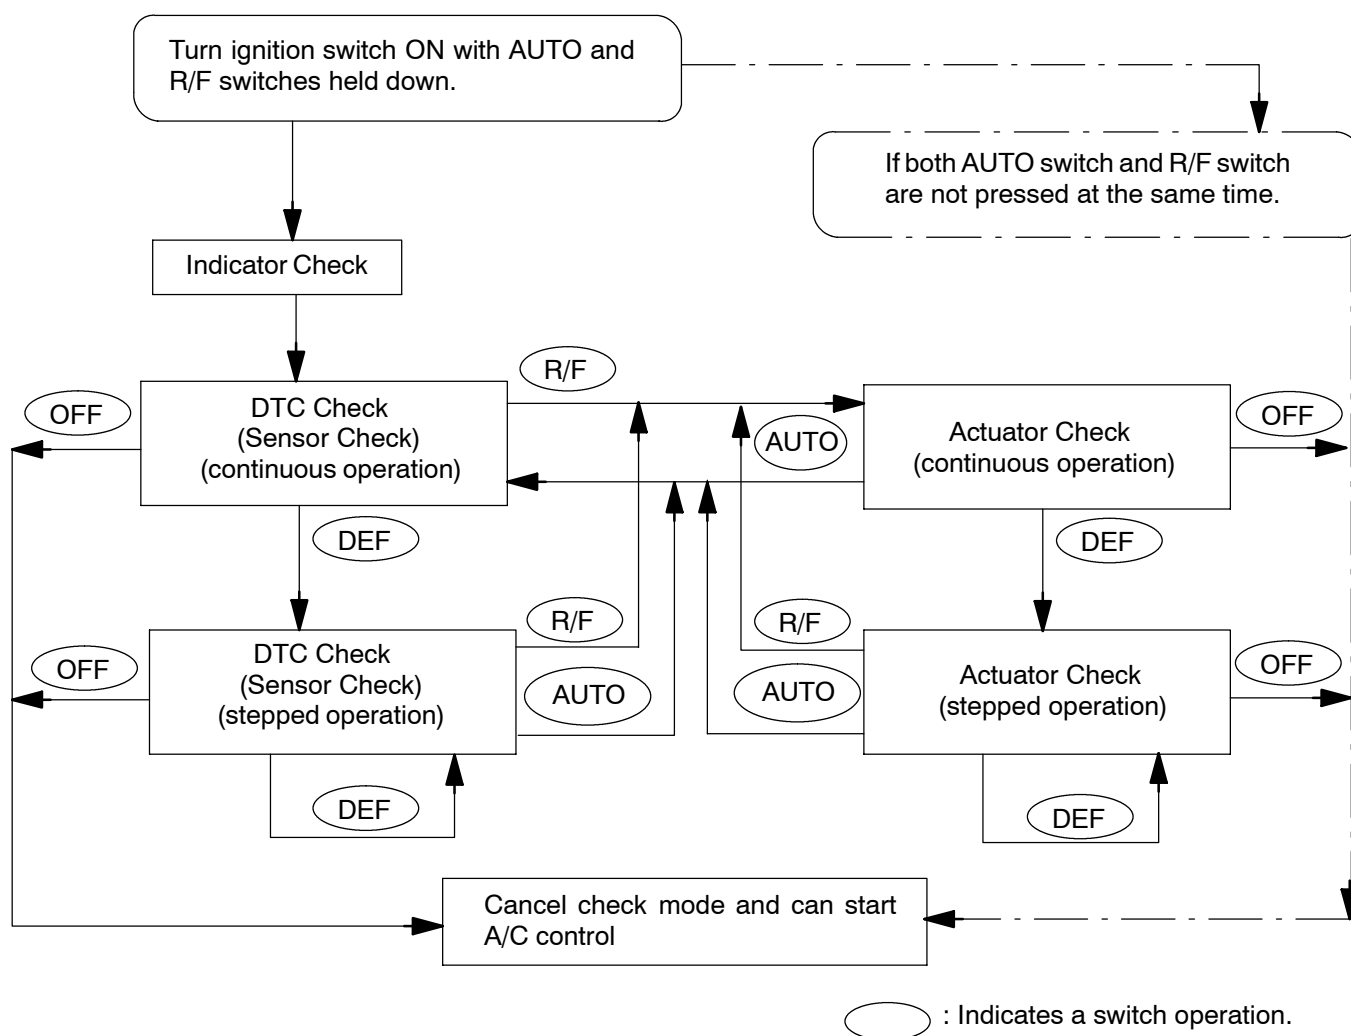 Turn ignition switch ON with AUTO and
R/F switches held down.
If both AUTO switch and R/F switch
are not pressed at the same time.
Indicator Check
R/F
OFF
DTC Check
(Sensor Check)
(continuous operation)
AUTO
Actuator Check
(continuous operation)
OFF
DEF
DEF
R/F
R/F
OFF
DTC Check
(Sensor Check)
(stepped operation)
AUTO
AUTO
Actuator Check
(stepped operation)
OFF
DEF
DEF
Cancel check mode and can start
A/C control
: Indicates a switch operation.